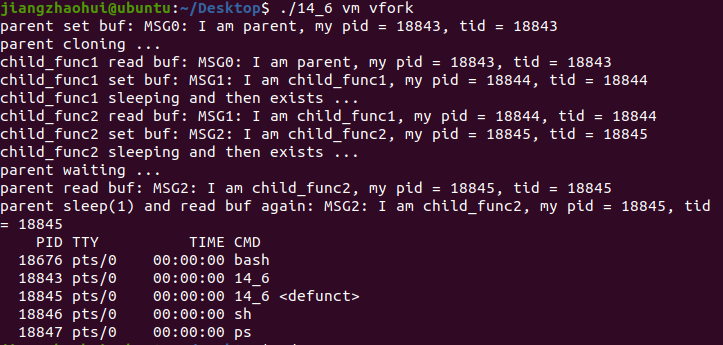 jiangzhaohui@ubuntu:~/Desktop$ ./14_6 vm vfork
parent set buf: MSG0: I am parent, my pid = 18843, tid = 18843
parent cloning ...
child_func1 read buf: MSG0: I am parent, my pid = 18843, tid = 18843
child_func1 set buf: MSG1: I am child_func1, my pid = 18844, tid = 18844
child_func1 sleeping and then exists ...
child_func2 read buf: MSG1: I am child_func1, my pid = 18844, tid = 18844
child_func2 set buf: MSG2: I am child_func2, my pid = 18845, tid = 18845
child_func2 sleeping and then exists ...
parent waiting ...
parent read buf: MSG2: I am child_func2, my pid = 18845, tid = 18845
parent sleep(1) and read buf again: MSG2: I am child_func2, my pid = 18845, tid
= 18845
PID TTY TIME CMD
18676 pts/0 00:00:00 bash
18843 pts/0 00:00:00 14_6
18845 pts/0 00:00:00 14_6 <defunct>
18846 pts/0 00:00:00 sh
18847 pts/0 00:00:00 ps